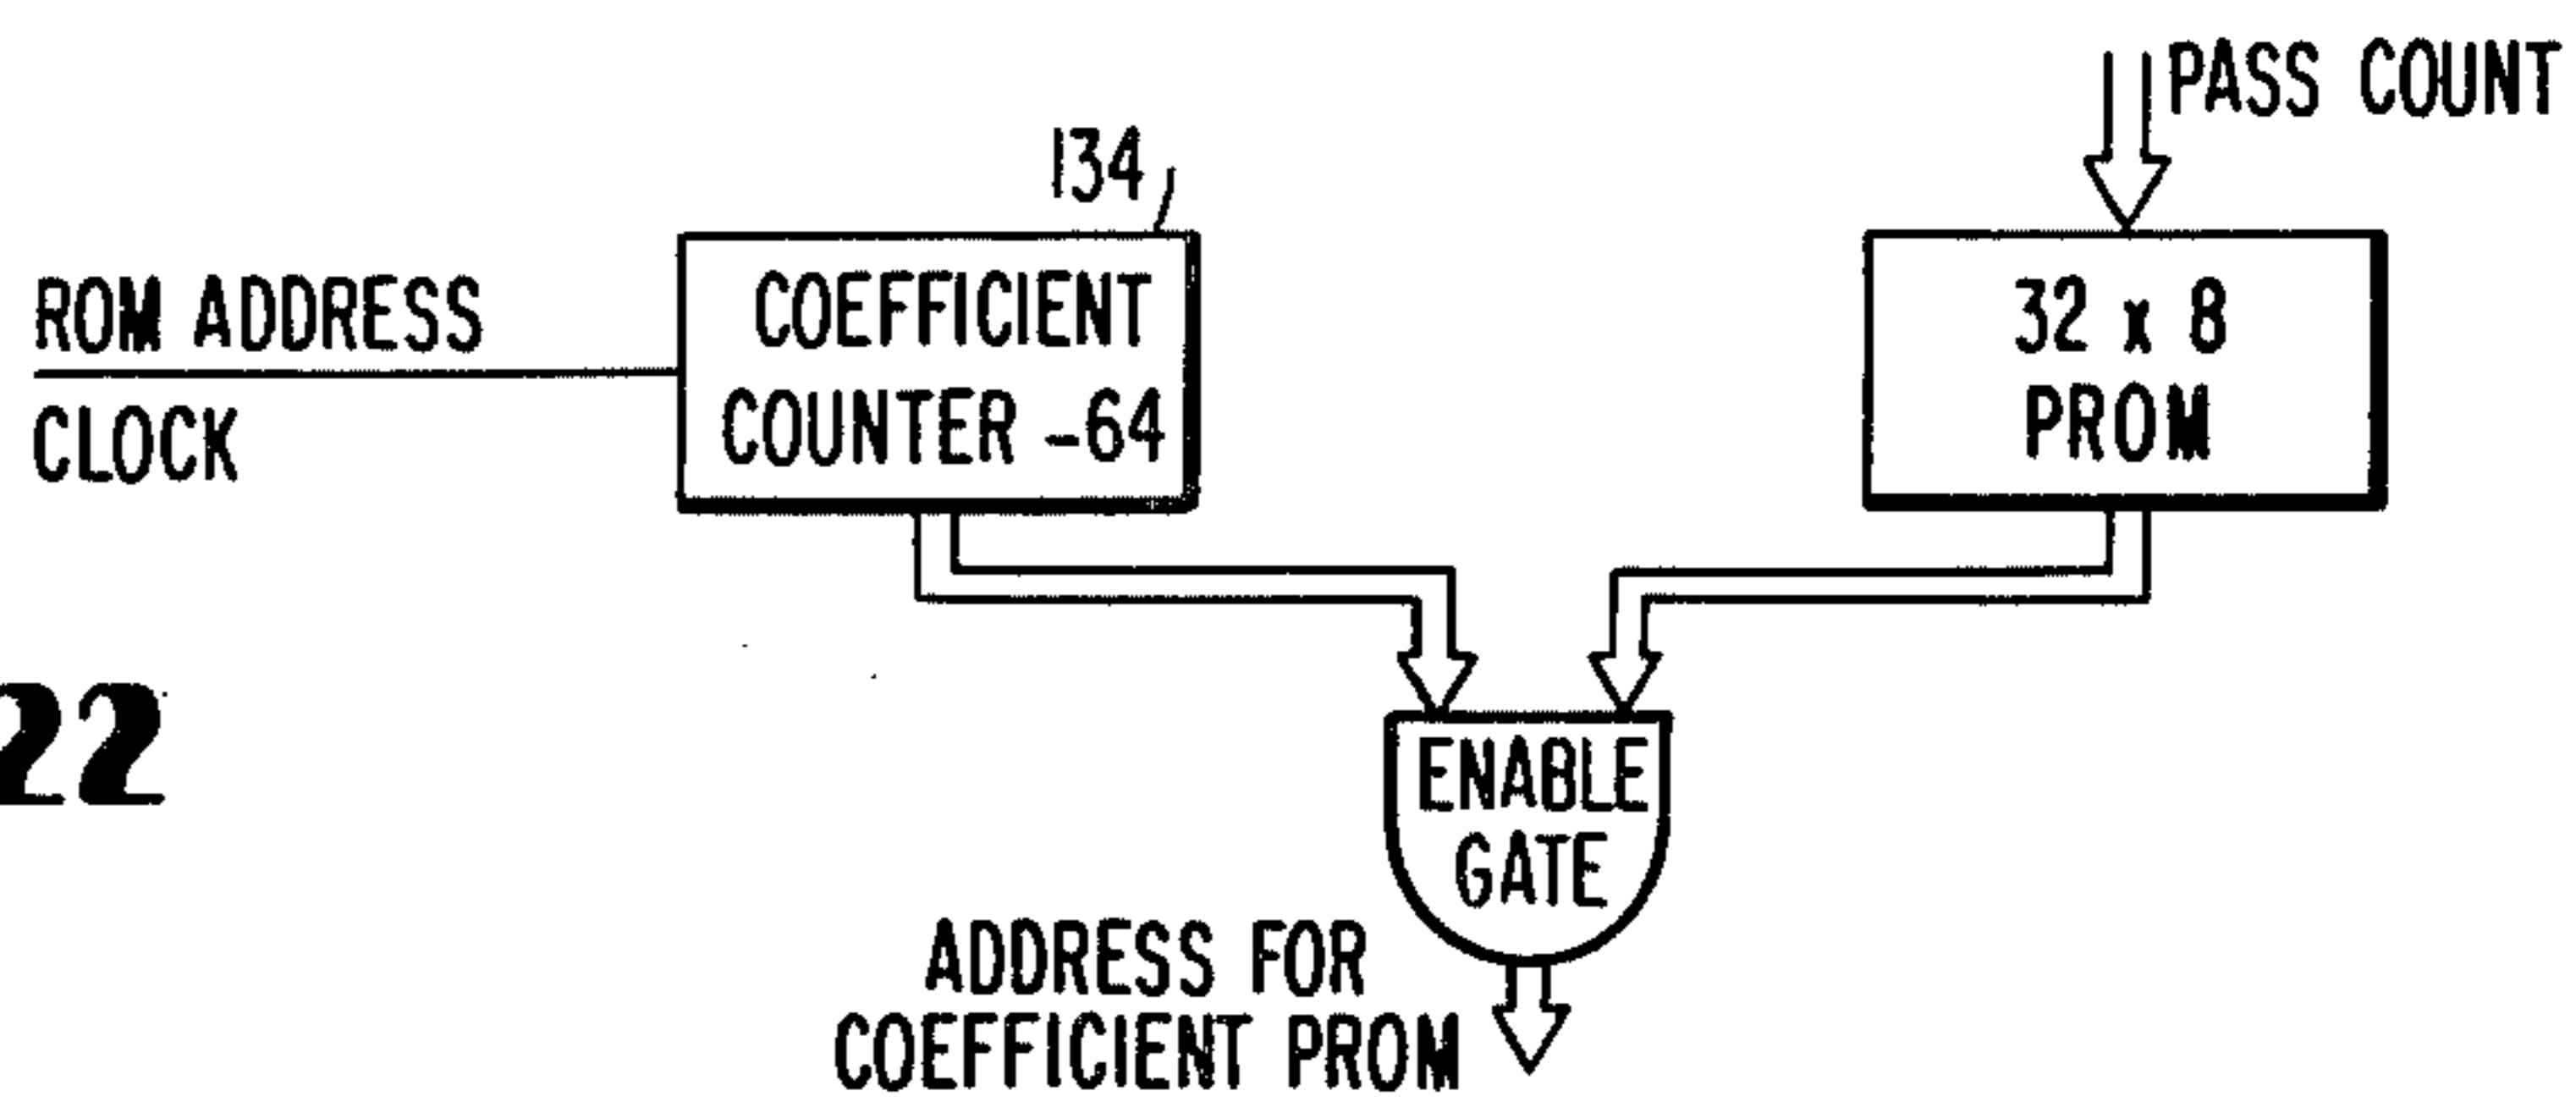 PASS COUNT
134
ROM ADDRESS
CLOCK
COEFFICIENT
COUNTER -64
32 x 8
PROM
22
ENABLE
GATE
ADDRESS FOR
COEFFICIENT PROM